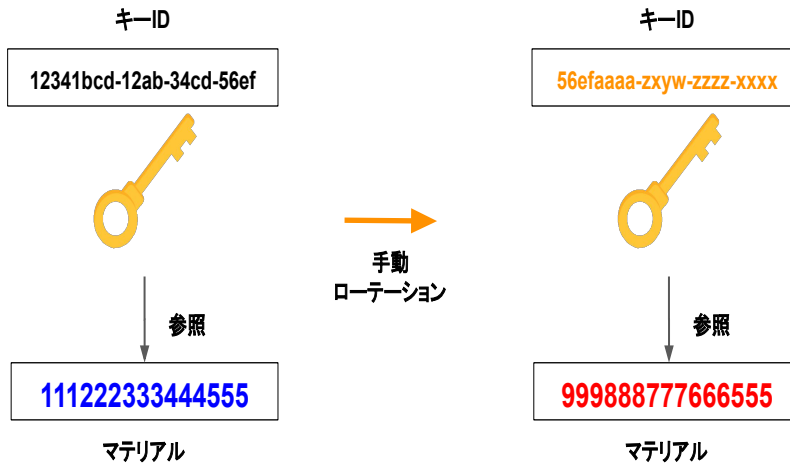 キーID
12341bcd-12ab-34cd-56ef
参照
111222333444555
マテリアル
手動
ローテーション
キーID
56efaaaa-zxyw-zzzz-xxxx
参照
999888777666555
マテリアル